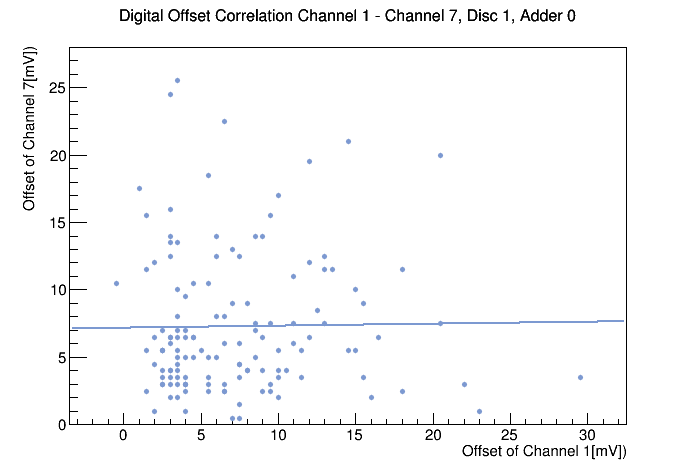 Digital Offset Correlation Channel 1 - Channel 7, Disc 1, Adder 0
Offset of Channel 7[mV])
25
20
15
10
5
0
0 5 10 15 20 25 30
Offset of Channel 1[mV])